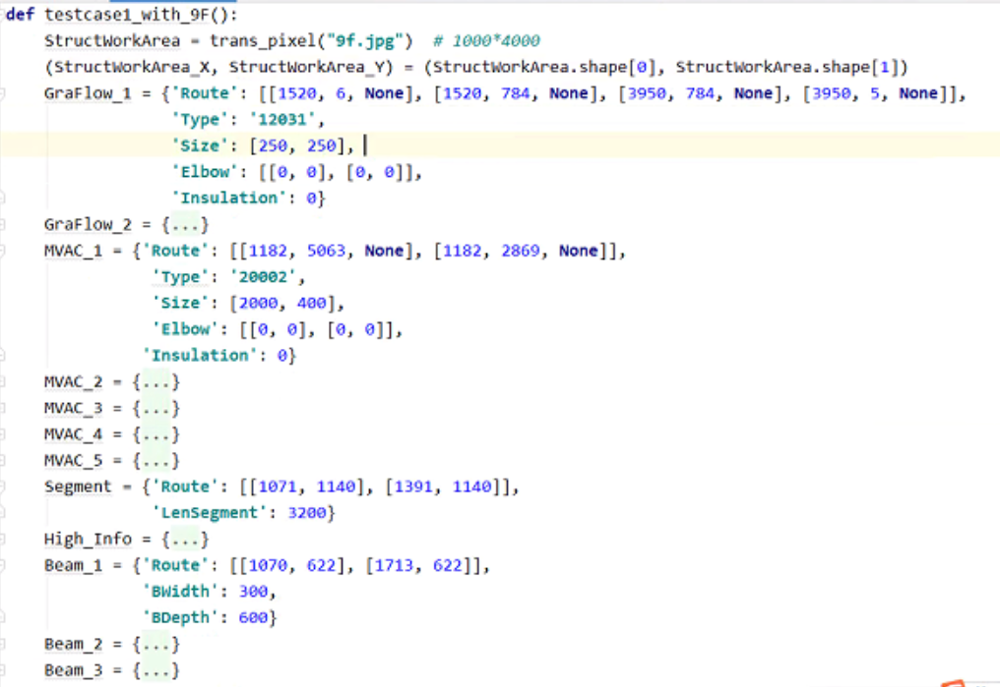 def testcase1_with_9F():
    StructWorkArea = trans_pixel("9f.jpg")  # 1000*4000
    (StructWorkArea_X, StructWorkArea_Y) = (StructWorkArea.shape[0], StructWorkArea.shape[1])
    GraFlow_1 = {'Route': [[1520, 6, None], [1520, 784, None], [3950, 784, None], [3950, 5, None]],
                 'Type': '12031',
                 'Size': [250, 250],
                 'Elbow': [[0, 0], [0, 0]],
                 'Insulation': 0}
    GraFlow_2 = {...}
    MVAC_1 = {'Route': [[1182, 5063, None], [1182, 2869, None]],
               'Type': '20002',
               'Size': [2000, 400],
               'Elbow': [[0, 0], [0, 0]],
              'Insulation': 0}
    MVAC_2 = {...}
    MVAC_3 = {...}
    MVAC_4 = {...}
    MVAC_5 = {...}
    Segment = {'Route': [[1071, 1140], [1391, 1140]],
               'LenSegment': 3200}
    High_Info = {...}
    Beam_1 = {'Route': [[1070, 622], [1713, 622]],
              'BWidth': 300,
              'BDepth': 600}
    Beam_2 = {...}
    Beam_3 = {...}